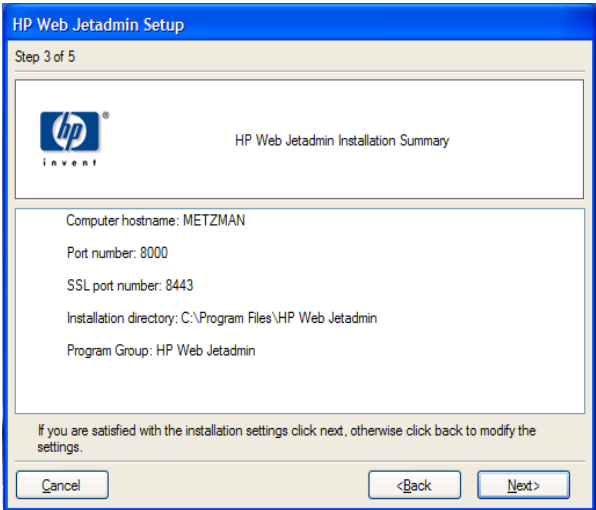 HP Web Jetadmin Setup
Step 3 of 5
hp
®
invent
HP Web Jetadmin Installation Summary
Computer hostname: METZMAN
Port number: 8000
SSL port number: 8443
Installation directory: C:\Program Files\HP Web Jetadmin
Program Group: HP Web Jetadmin
If you are satisfied with the installation settings click next, otherwise click back to modify the
settings.
Cancel
<Back
Next>